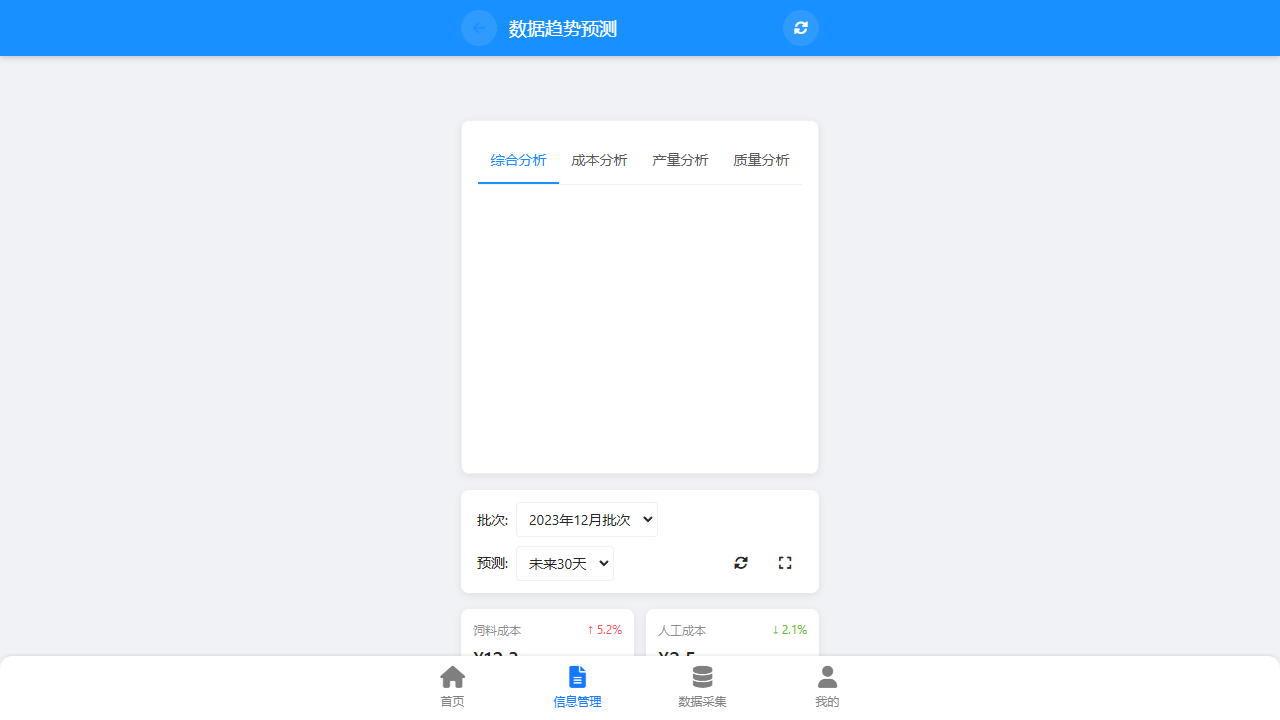 数据趋势预测
综合分析 成本分析 产量分析 质量分析
批次: 2023年12月批次
预测: 未来30天
饲料成本 ↑ 5.2% 人工成本 ↓ 2.1%
首页 信息管理 数据采集 我的